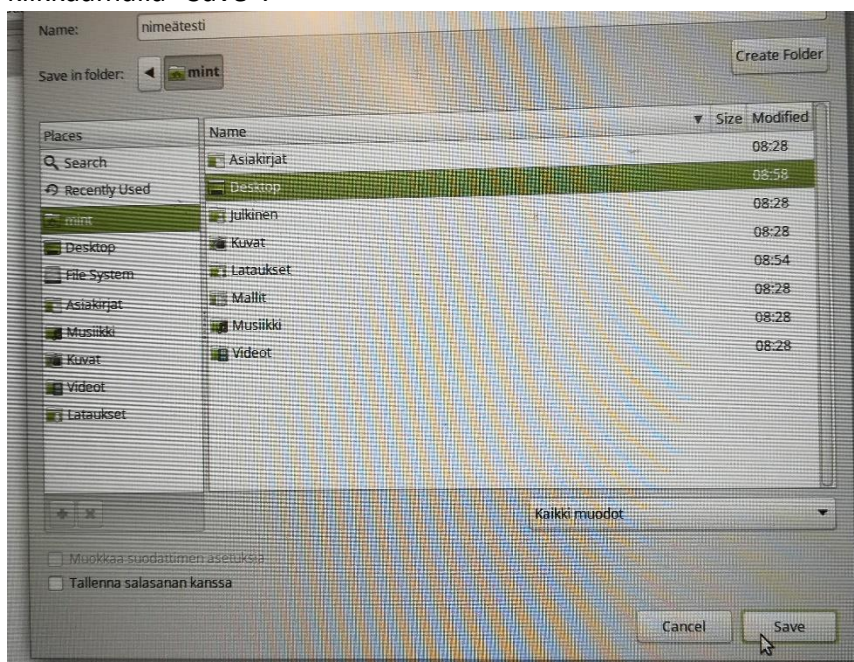 Name: nimeätesti
Save in folder: mint Create Folder
Places Name Size Modified
Search Asiakirjat 08:28
Recently Used Desktop 08:58
mint Julkinen 08:28
Desktop Kuvat 08:28
File System Lataukset 08:54
Asiakirjat Mallit 08:28
Musiikki Musiikki 08:28
Kuvat Videot 08:28
Videot
Lataukset
Kaikki muodot
Muokkaa suodattimen asetuksia
Tallenna salasanan kanssa
Cancel Save